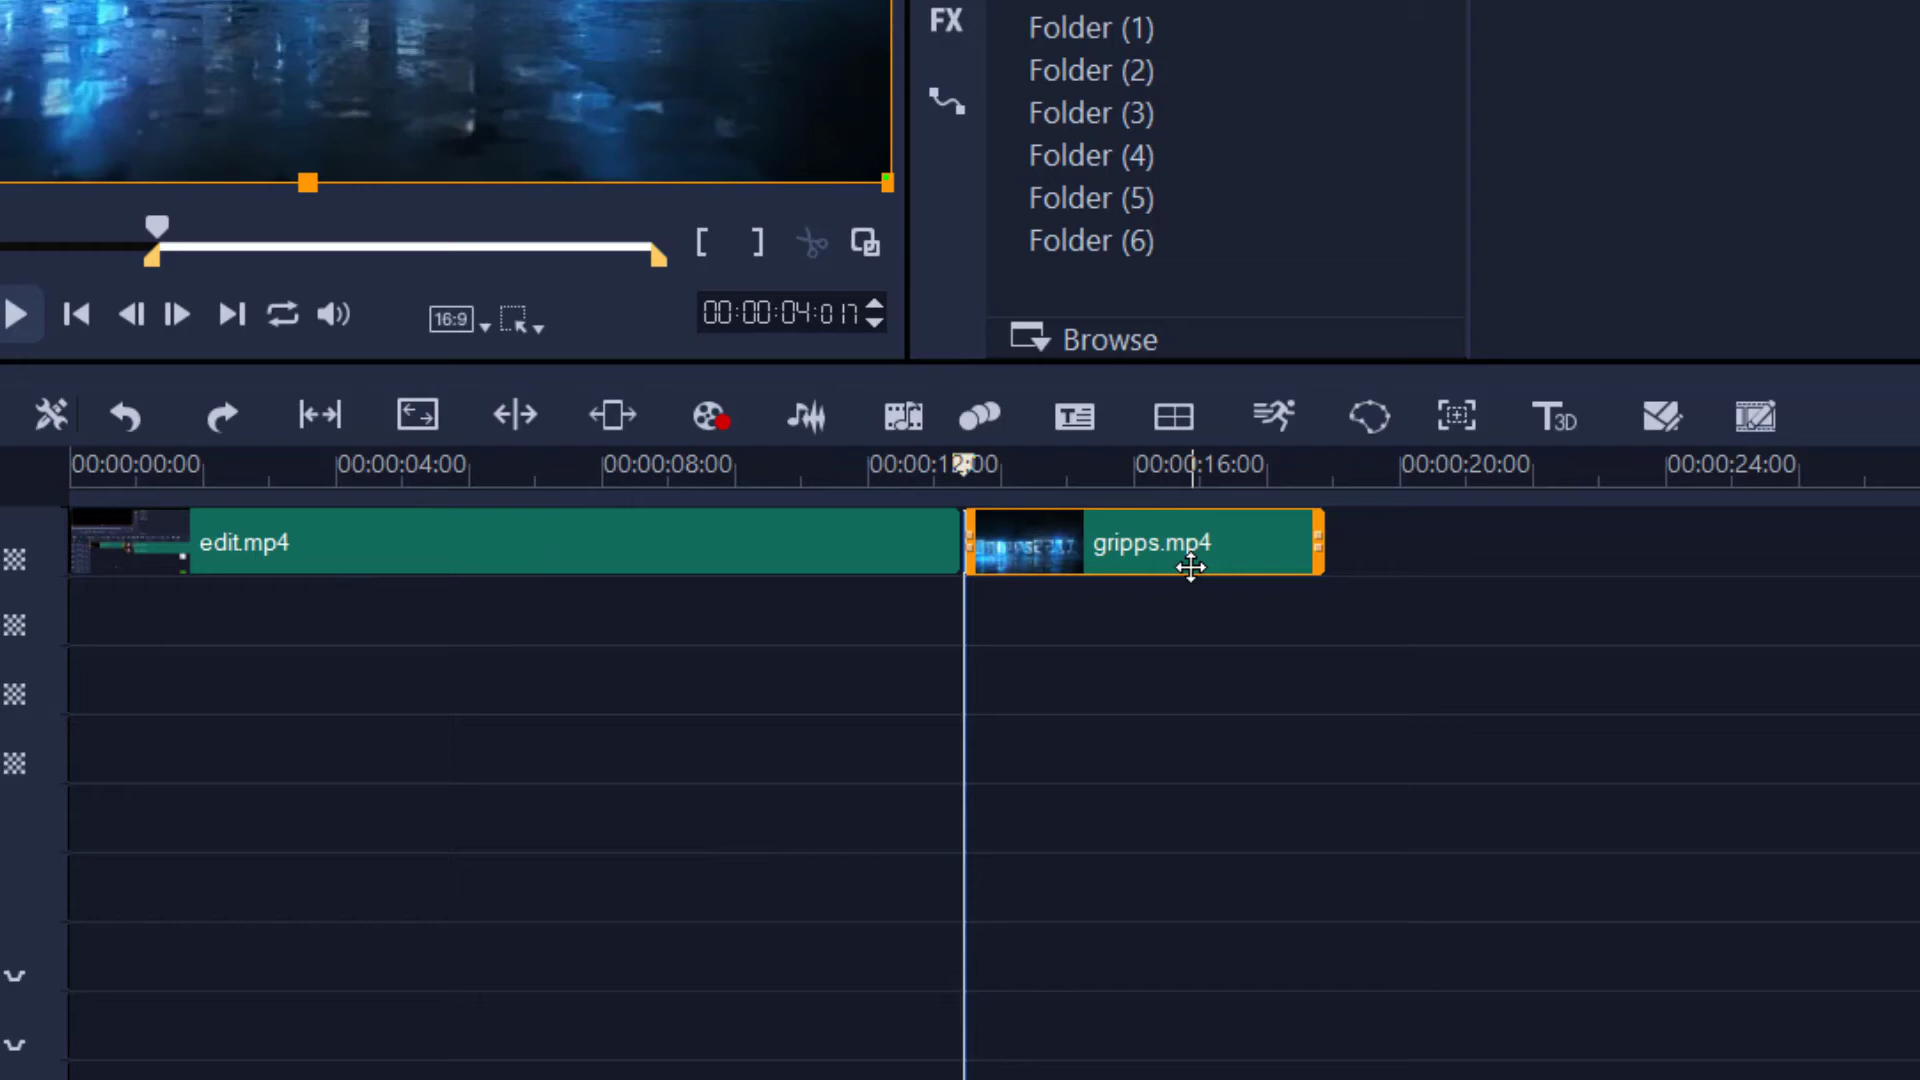 FX
Folder (1)
Folder (2)
Folder (3)
Folder (4)
Folder (5)
Folder (6)
[ ]
16:9
00:00:04:017
Browse
T
T3D
00:00:00:00
00:00:04:00
00:00:08:00
00:00:12:00
00:00:16:00
00:00:20:00
00:00:24:00
edit.mp4
gripps.mp4